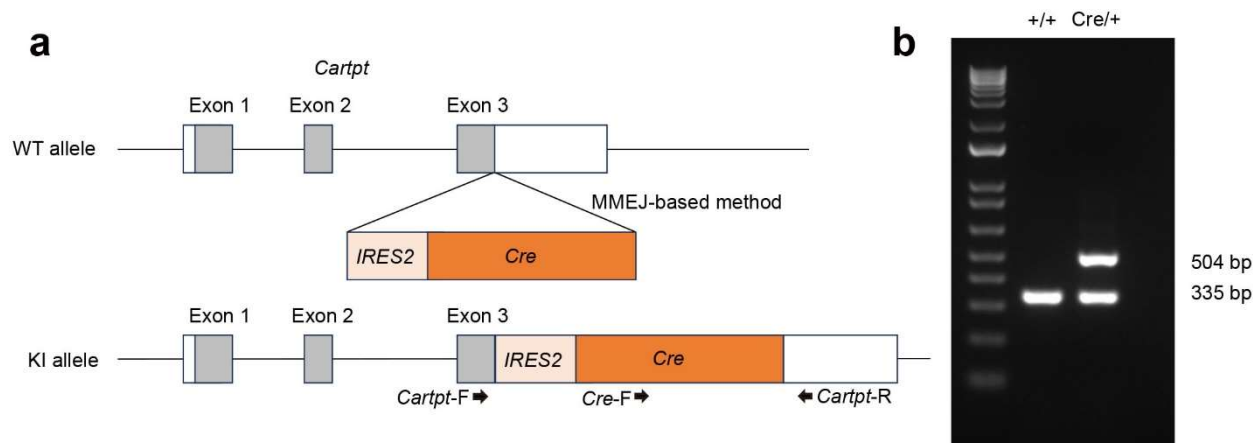 a
Cartpt
Exon 1 Exon 2 Exon 3
WT allele
MMEJ-based method
IRES2 Cre
Exon 1 Exon 2 Exon 3
KI allele
IRES2 Cre
Cartpt-F Cre-F Cartpt-R
b
+/+ Cre/+
504 bp
335 bp